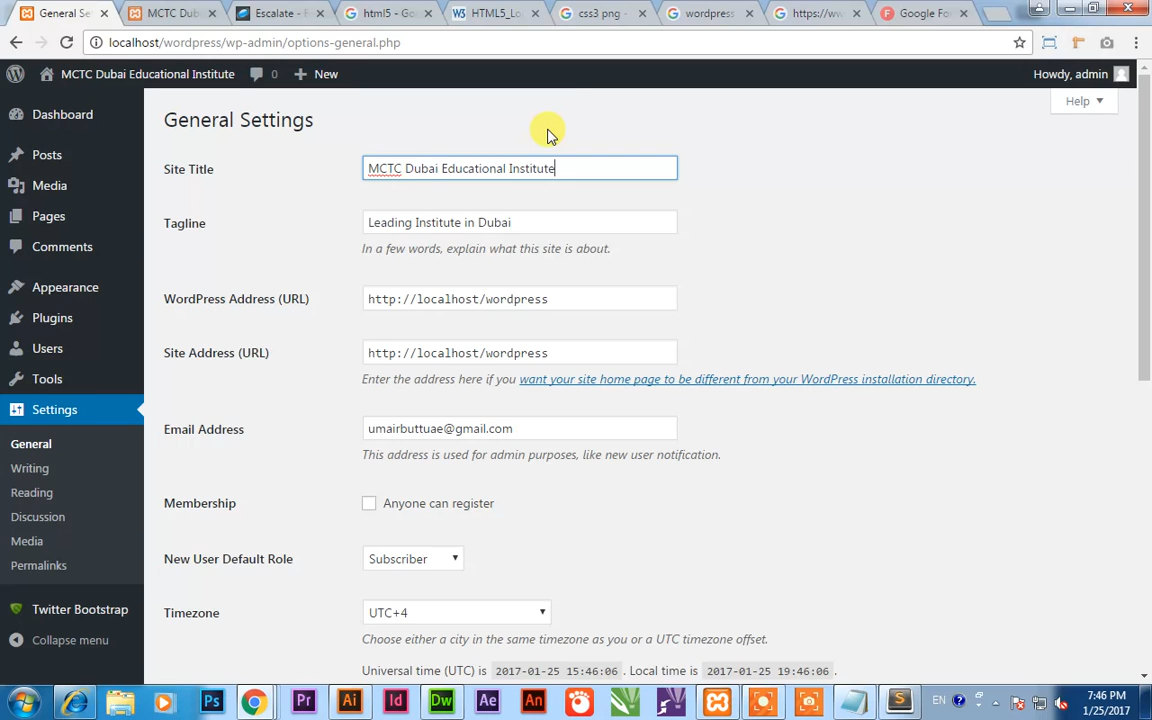 General Se
MCTC Dub
Escalate - F
html5 - Go
HTML5_Lo
css3 png -
wordpress
https://ww
Google Fo
localhost/wordpress/wp-admin/options-general.php
MCTC Dubai Educational Institute
0
New
Howdy, admin
Help
Dashboard
Posts
Media
Pages
Comments
Appearance
Plugins
Users
Tools
Settings
General
Writing
Reading
Discussion
Media
Permalinks
Twitter Bootstrap
Collapse menu
General Settings
Site Title
MCTC Dubai Educational Institute
Tagline
Leading Institute in Dubai
In a few words, explain what this site is about.
WordPress Address (URL)
http://localhost/wordpress
Site Address (URL)
http://localhost/wordpress
Enter the address here if you want your site home page to be different from your WordPress installation directory.
Email Address
umairbuttuae@gmail.com
This address is used for admin purposes, like new user notification.
Membership
Anyone can register
New User Default Role
Subscriber
Timezone
UTC+4
Choose either a city in the same timezone as you or a UTC timezone offset.
Universal time (UTC) is 2017-01-25 15:46:06 . Local time is 2017-01-25 19:46:06 .
Ps
Pr
Ai
Id
Dw
Ae
An
EN
7:46 PM
1/25/2017